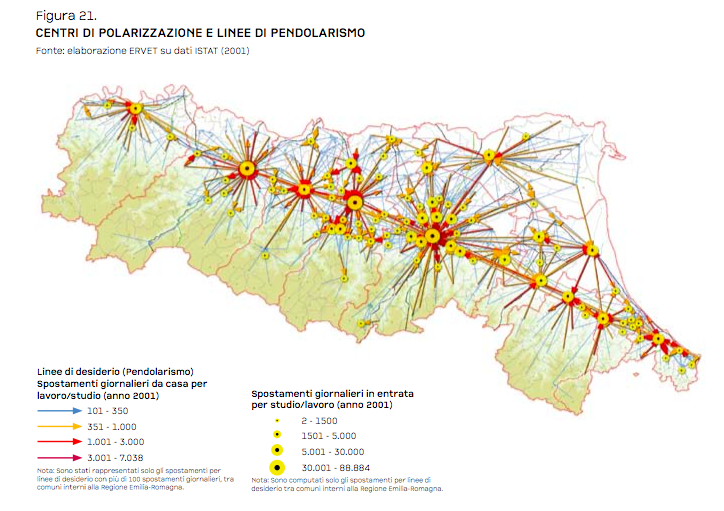 Figura 21.
CENTRI DI POLARIZZAZIONE E LINEE DI PENDOLARISMO
Fonte: elaborazione ERVET su dati ISTAT (2001)
Linee di desiderio (Pendolarismo)
Spostamenti giornalieri da casa per
lavoro/studio (anno 2001)
101 - 350
351 - 1.000
1.001 - 3.000
3.001 - 7.038
Nota: Sono stati rappresentati solo gli spostamenti per
linee di desiderio con più di 100 spostamenti giornalieri, tra
comuni interni alla Regione Emilia-Romagna.
Spostamenti giornalieri in entrata
per studio/lavoro (anno 2001)
2 - 1500
1501 - 5.000
5.001 - 30.000
30.001 - 88.884
Nota: Sono computati solo gli spostamenti per linee di
desiderio tra comuni interni alla Regione Emilia-Romagna.